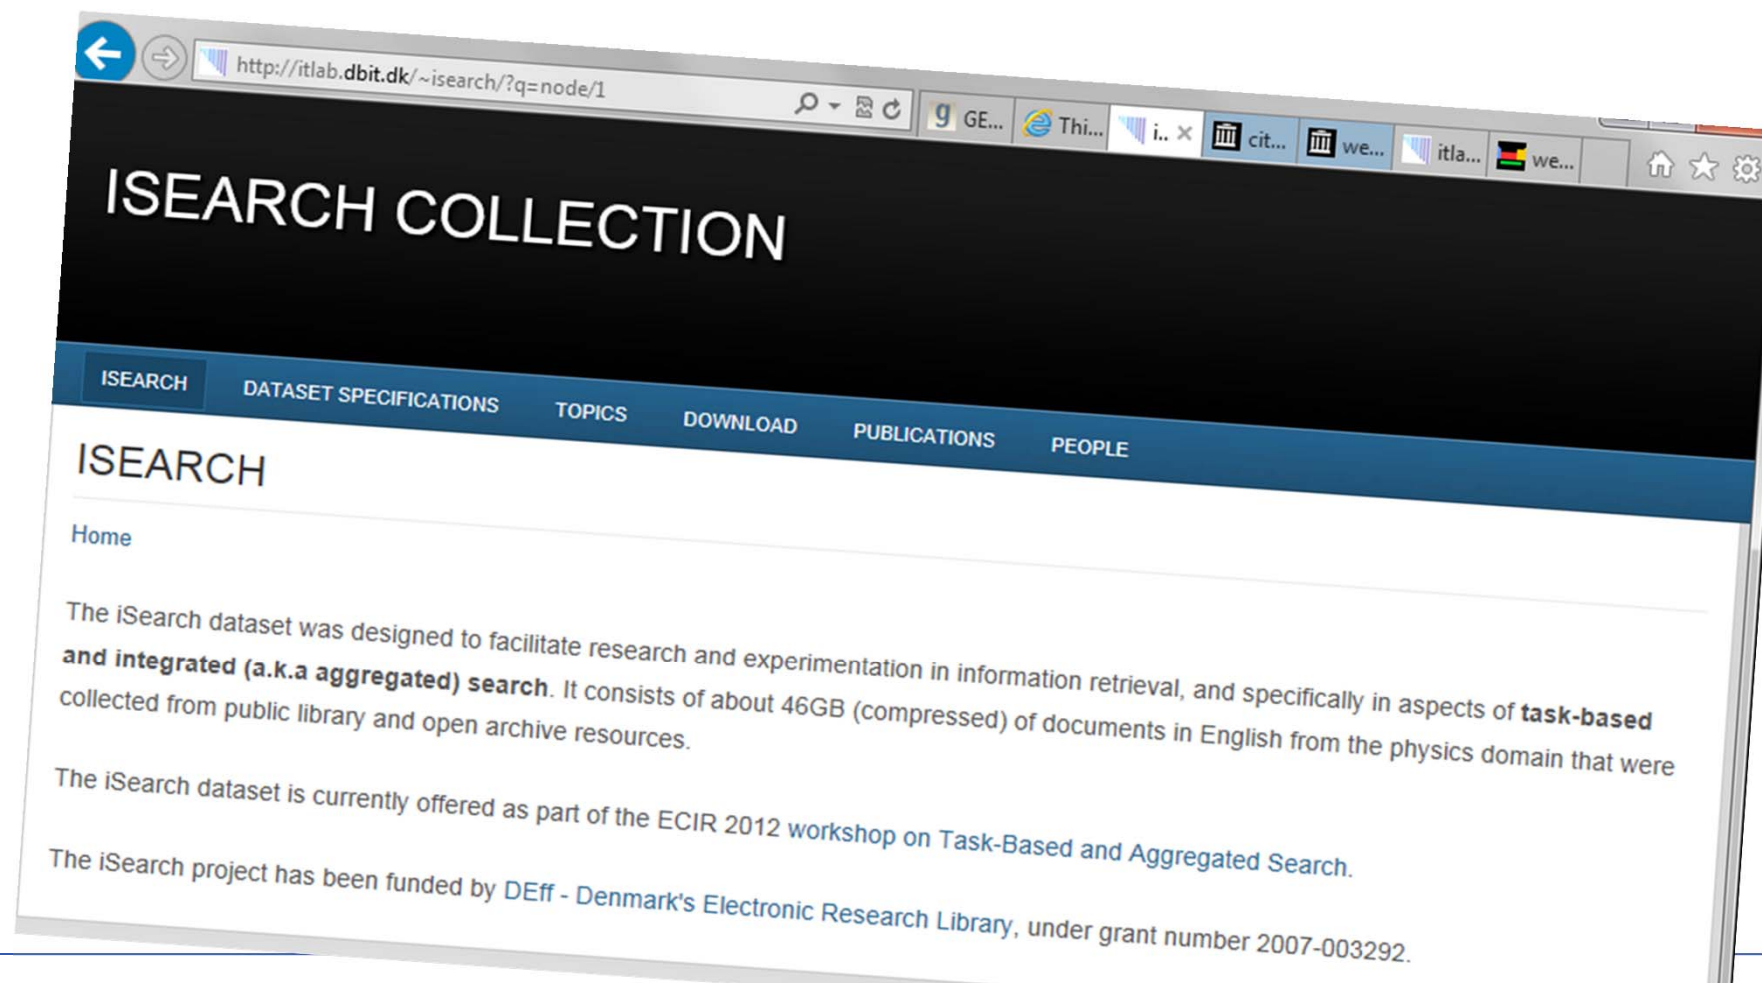 http://itlab.dbit.dk/~isearch/?q=node/1
GE... Thi... i.. cit... we... itla... we...
ISEARCH COLLECTION
ISEARCH DATASET SPECIFICATIONS TOPICS DOWNLOAD PUBLICATIONS PEOPLE
ISEARCH
Home
The iSearch dataset was designed to facilitate research and experimentation in information retrieval, and specifically in aspects of task-based
and integrated (a.k.a aggregated) search. It consists of about 46GB (compressed) of documents in English from the physics domain that were
collected from public library and open archive resources.
The iSearch dataset is currently offered as part of the ECIR 2012 workshop on Task-Based and Aggregated Search.
The iSearch project has been funded by DEff - Denmark's Electronic Research Library, under grant number 2007-003292.